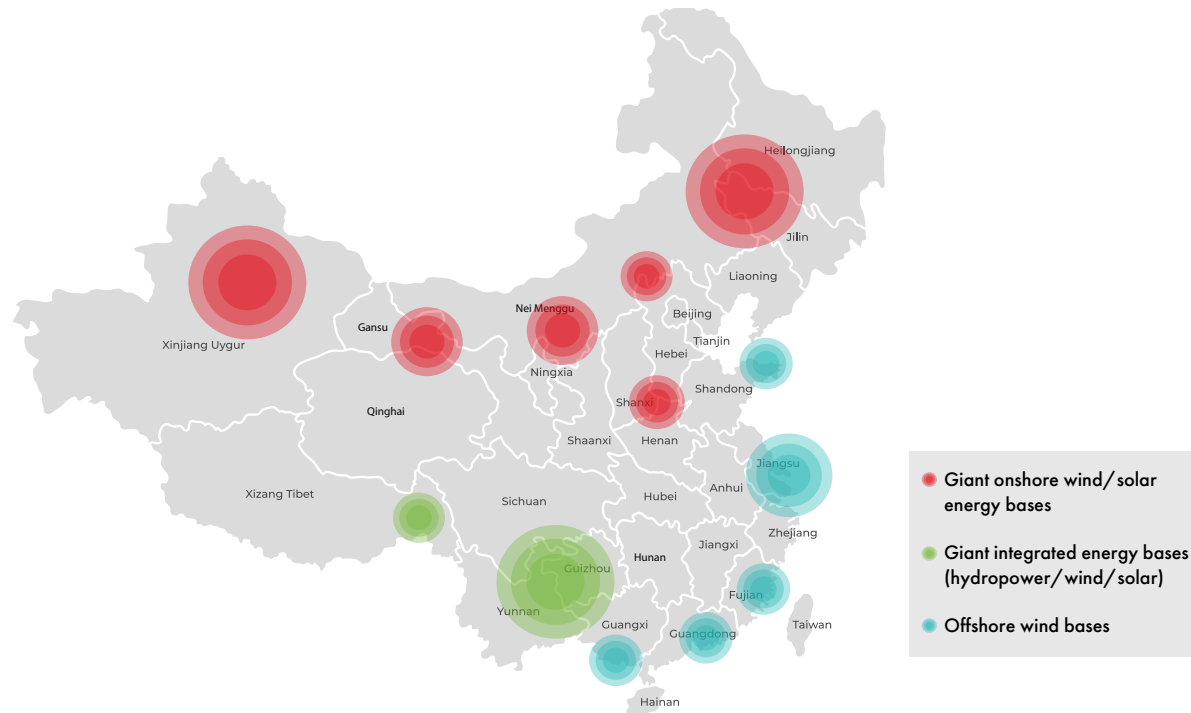 Heilongjiang
Jilin
Liaoning
Nei Menggu
Beijing
Gansu
Tianjin
Xinjiang Uygur
Hebei
Ningxia
Shandong
Shanxi
Qinghai
Shaanxi
Henan
Jiangsu
Anhui
Xizang Tibet
Sichuan
Hubei
Zhejiang
Jiangxi
Hunan
Guizhou
Fujian
Yunnan
Guangxi
Guangdong
Taiwan
Hainan
Giant onshore wind/solar
energy bases
Giant integrated energy bases
(hydropower/wind/solar)
Offshore wind bases